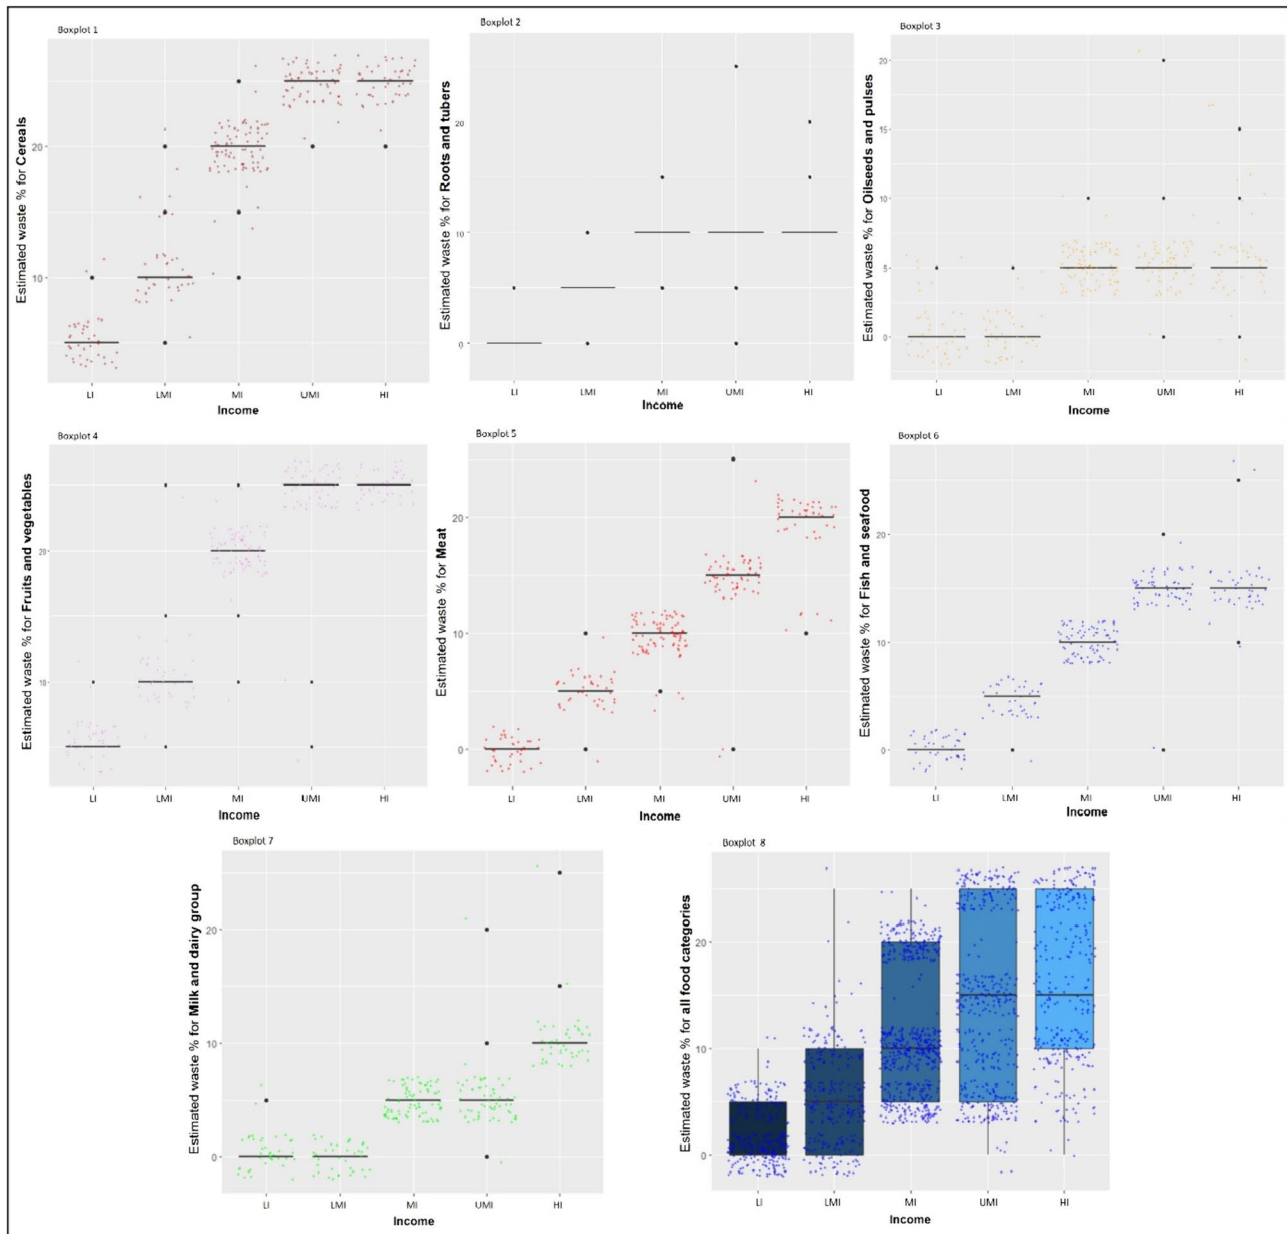 Boxplot 1
Estimated waste % for Cereals
20
10
LI LMI MI UMI HI
Income
Boxplot 2
Estimated waste % for Roots and tubers
20
10
0
LI LMI MI UMI HI
Income
Boxplot 3
Estimated waste % for Oilseeds and pulses
20
15
10
5
0
LI LMI MI UMI HI
Income
Boxplot 4
Estimated waste % for Fruits and vegetables
20
10
LI LMI MI UMI HI
Income
Boxplot 5
Estimated waste % for Meat
20
10
0
LI LMI MI UMI HI
Income
Boxplot 6
Estimated waste % for Fish and seafood
20
10
0
LI LMI MI UMI HI
Income
Boxplot 7
Estimated waste % for Milk and dairy group
20
10
0
LI LMI MI UMI HI
Income
Boxplot 8
Estimated waste % for all food categories
20
10
0
LI LMI MI UMI HI
Income